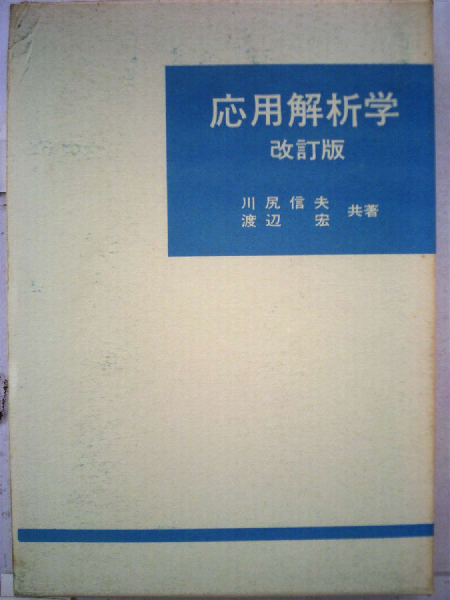 応用解析学
改訂版
川尻信夫
渡辺宏
共著